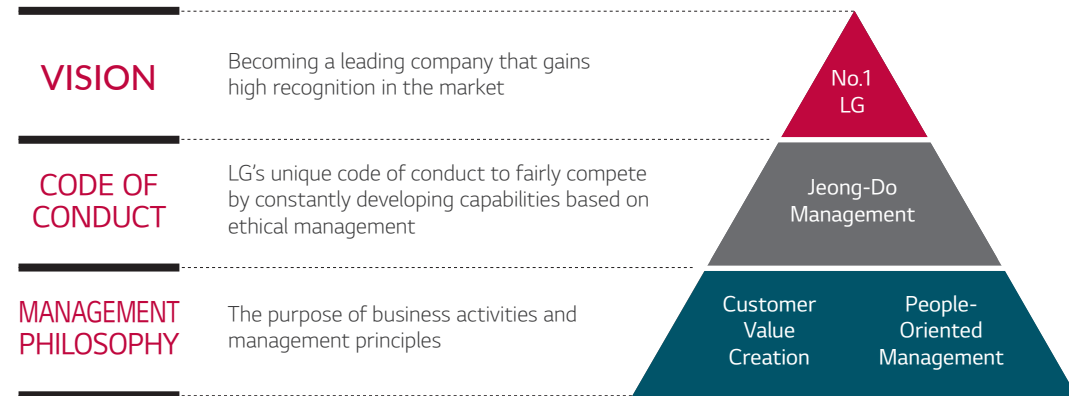 VISION
Becoming a leading company that gains
high recognition in the market
No.1
LG
CODE OF
CONDUCT
LG's unique code of conduct to fairly compete
by constantly developing capabilities based on
ethical management
Jeong-Do
Management
MANAGEMENT
PHILOSOPHY
The purpose of business activities and
management principles
Customer
Value
Creation
People-
Oriented
Management